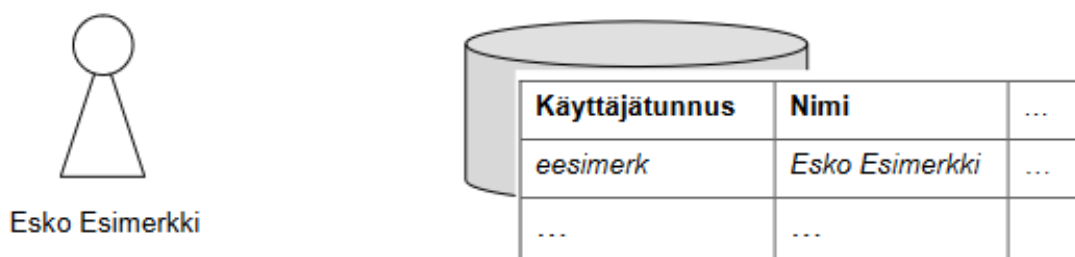 Käyttäjätunnus Nimi ...
eesimerk Esko Esimerkki ...
... ...
Esko Esimerkki